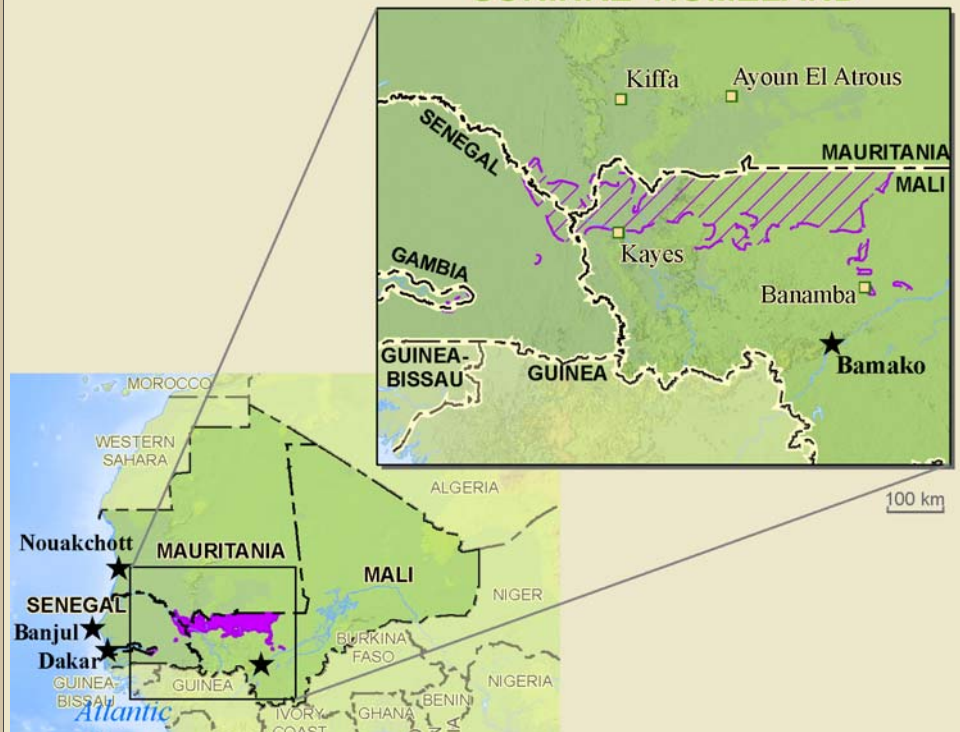 Kiffa
Ayoun El Atrous
SENEGAL
MAURITANIA
MALI
Kayes
GAMBIA
Banamba
GUINEA-
BISSAU
GUINEA
Bamako
100 km
MOROCCO
WESTERN
SAHARA
ALGERIA
Nouakchott
MAURITANIA
MALI
NIGER
SENEGAL
Banjul
Dakar
BURKINA
FASO
GUINEA-
BISSAU
GUINEA
NIGERIA
Atlantic
IVORY
COAST
GHANA
BENIN